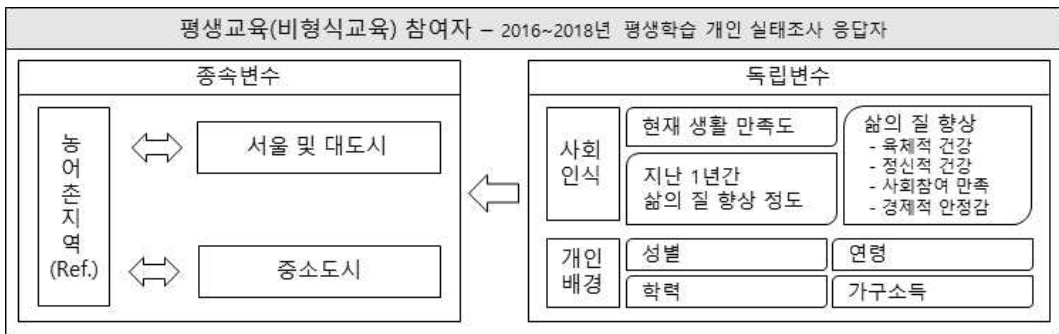 평생교육(비형식교육) 참여자 – 2016~2018년 평생학습 개인 실태조사 응답자
종속변수
농
어
촌
지
역
(Ref.)
서울 및 대도시
중소도시
독립변수
사회
인식
현재 생활 만족도
지난 1년간
삶의 질 향상 정도
삶의 질 향상
- 육체적 건강
- 정신적 건강
- 사회참여 만족
- 경제적 안정감
개인
배경
성별
연령
학력
가구소득